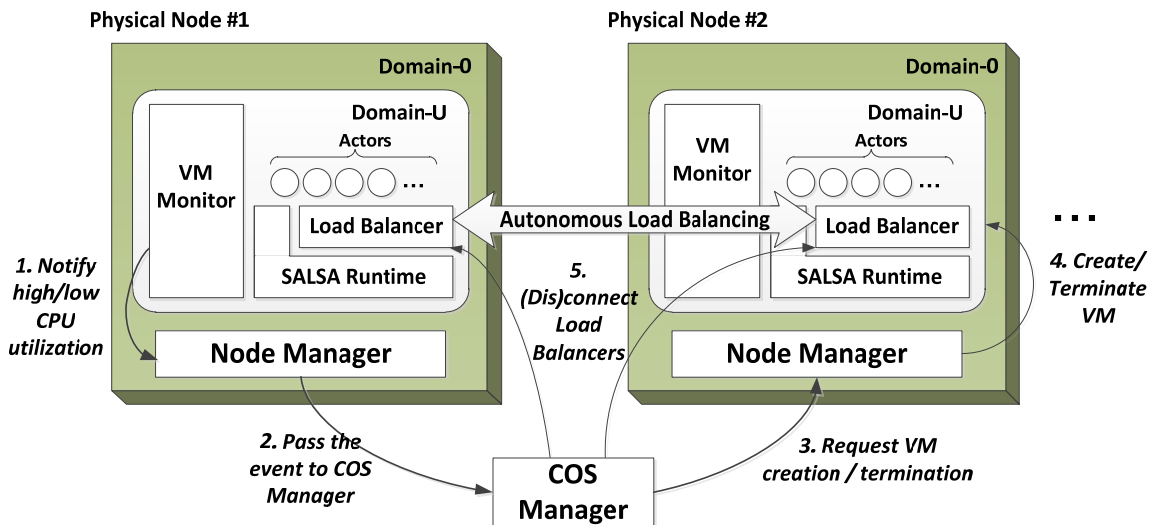 Physical Node #1
Domain-0
Domain-U
Actors
VM
Monitor
...
Load Balancer
SALSA Runtime
Node Manager
1. Notify
high/low
CPU
utilization
Autonomous Load Balancing
Physical Node #2
Domain-0
Domain-U
Actors
VM
Monitor
...
Load Balancer
SALSA Runtime
Node Manager
...
4. Create/
Terminate
VM
5.
(Dis)connect
Load
Balancers
2. Pass the
event to COS
Manager
COS
Manager
3. Request VM
creation / termination